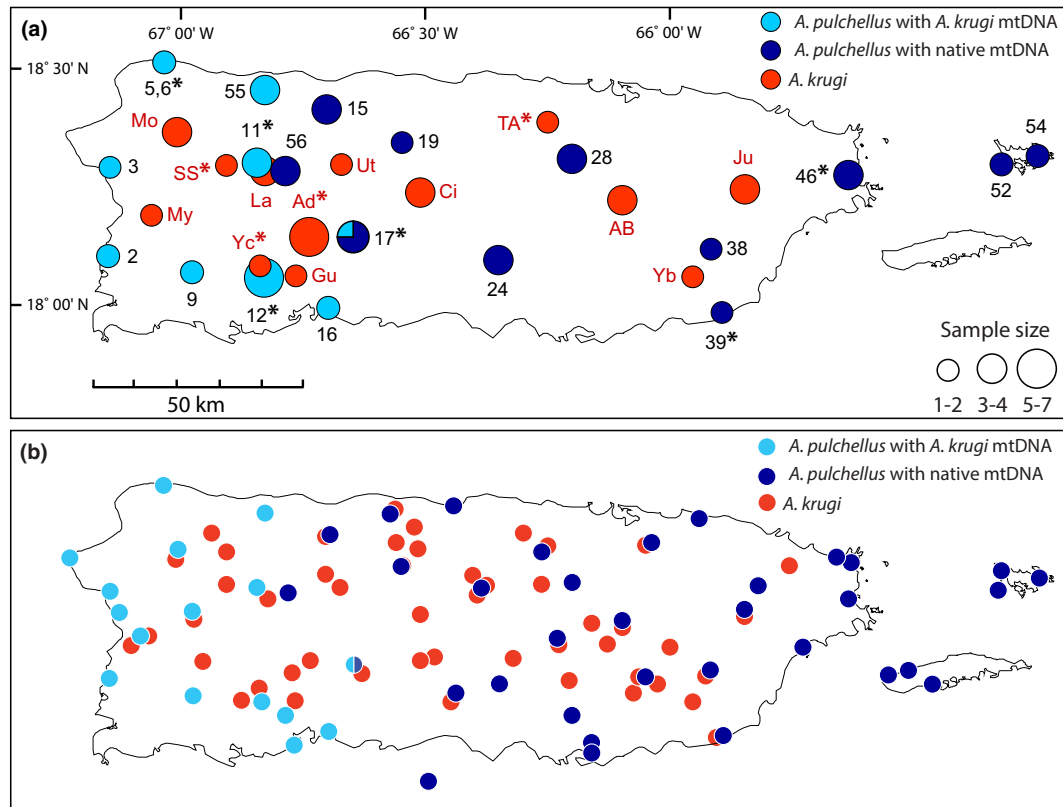 (a)
67° 00' W
66° 30' W
66° 00' W
A. pulchellus with A. krugi mtDNA
A. pulchellus with native mtDNA
A. krugi
18° 30' N
18° 00' N
5,6*
55
15
Mo
11*
56
19
TA*
28
54
3
SS*
La
Ut
Ju
46*
52
My
Ad*
Ci
AB
2
Yc*
17*
38
9
Gu
24
Yb
12*
16
39*
50 km
Sample size
1-2
3-4
5-7
(b)
A. pulchellus with A. krugi mtDNA
A. pulchellus with native mtDNA
A. krugi